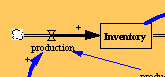 +
Inventory
production
+